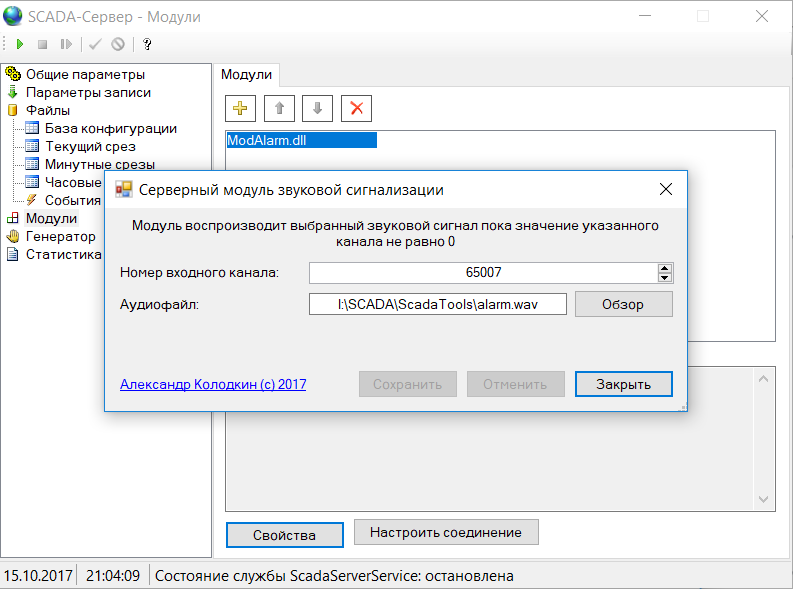 SCADA-Сервер - Модули
?
Общие параметры
Параметры записи
Файлы
База конфигурации
Текущий срез
Минутные срезы
Часовые
События
Модули
Генератор
Статистика
Модули
ModAlarm.dll
Серверный модуль звуковой сигнализации
Модуль воспроизводит выбранный звуковой сигнал пока значение указанного
канала не равно 0
Номер входного канала:
65007
Аудиофайл:
I:\SCADA\ScadaTools\alarm.wav
Обзор
Александр Колодкин (c) 2017
Сохранить
Отменить
Закрыть
Свойства
Настроить соединение
15.10.2017
21:04:09
Состояние службы ScadaServerService: остановлена